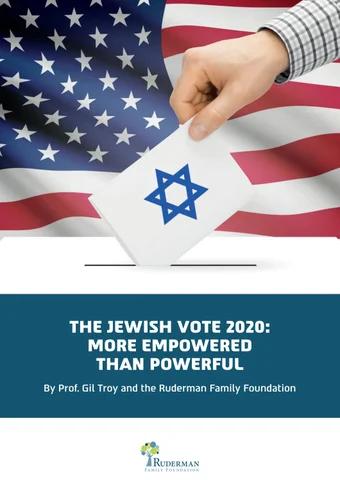 THE JEWISH VOTE 2020:
MORE EMPOWERED
THAN POWERFUL
By Prof. Gil Troy and the Ruderman Family Foundation
RUDERMAN
FAMILY FOUNDATION